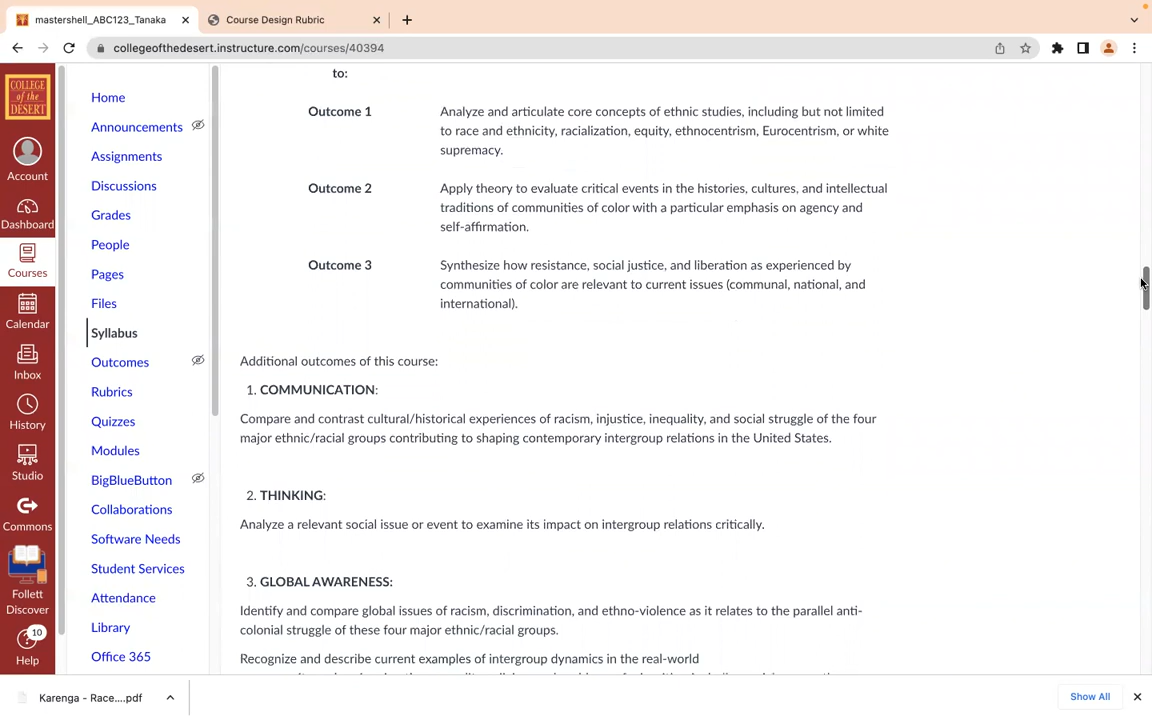 mastershell_ABC123_Tanaka
Course Design Rubric
collegeofthedesert.instructure.com/courses/40394
COLLEGE
of the
DESERT
Account
Dashboard
Courses
Calendar
Inbox
History
Studio
Commons
Follett
Discover
10
Help
Home
Announcements
Assignments
Discussions
Grades
People
Pages
Files
Syllabus
Outcomes
Rubrics
Quizzes
Modules
BigBlueButton
Collaborations
Software Needs
Student Services
Attendance
Library
Office 365
to:
Outcome 1
Analyze and articulate core concepts of ethnic studies, including but not limited
to race and ethnicity, racialization, equity, ethnocentrism, Eurocentrism, or white
supremacy.
Outcome 2
Apply theory to evaluate critical events in the histories, cultures, and intellectual
traditions of communities of color with a particular emphasis on agency and
self-affirmation.
Outcome 3
Synthesize how resistance, social justice, and liberation as experienced by
communities of color are relevant to current issues (communal, national, and
international).
Additional outcomes of this course:
1. COMMUNICATION:
Compare and contrast cultural/historical experiences of racism, injustice, inequality, and social struggle of the four
major ethnic/racial groups contributing to shaping contemporary intergroup relations in the United States.
2. THINKING:
Analyze a relevant social issue or event to examine its impact on intergroup relations critically.
3. GLOBAL AWARENESS:
Identify and compare global issues of racism, discrimination, and ethno-violence as it relates to the parallel anti-
colonial struggle of these four major ethnic/racial groups.
Recognize and describe current examples of intergroup dynamics in the real-world
Karenga - Race....pdf
Show All